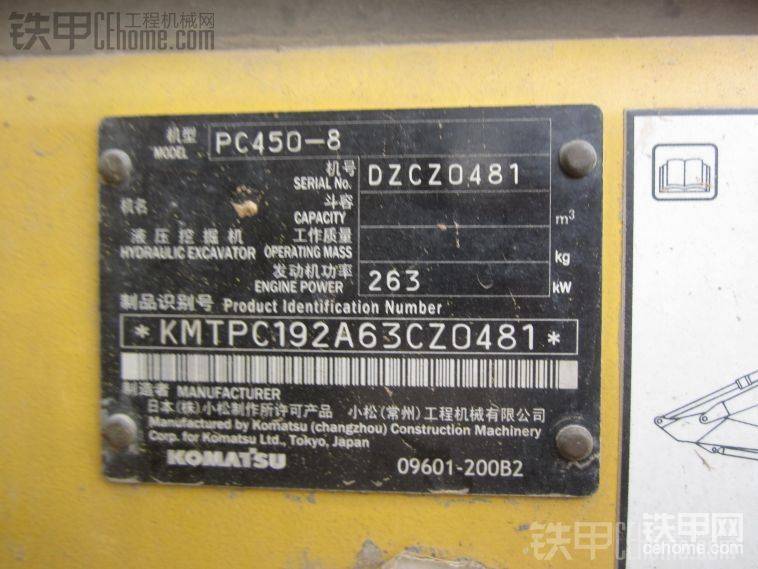 铁甲 工程机械网
CEhome.com
机型 PC450-8
MODEL
机号 DZCZ0481
SERIAL No.
斗容
CAPACITY m³
机名
液压挖掘机 工作质量
HYDRAULIC EXCAVATOR OPERATING MASS kg
发动机功率 263
ENGINE POWER kW
制品识别号 Product Identification Number
*KMTPC192A63CZ0481*
制造者 MANUFACTURER
日本(株)小松制作所许可产品 小松(常州)工程机械有限公司
Manufactured by Komatsu (changzhou) Construction Machinery
Corp. for Komatsu Ltd., Tokyo, Japan
KOMATSU 09601-200B2
铁甲网
cehome.com